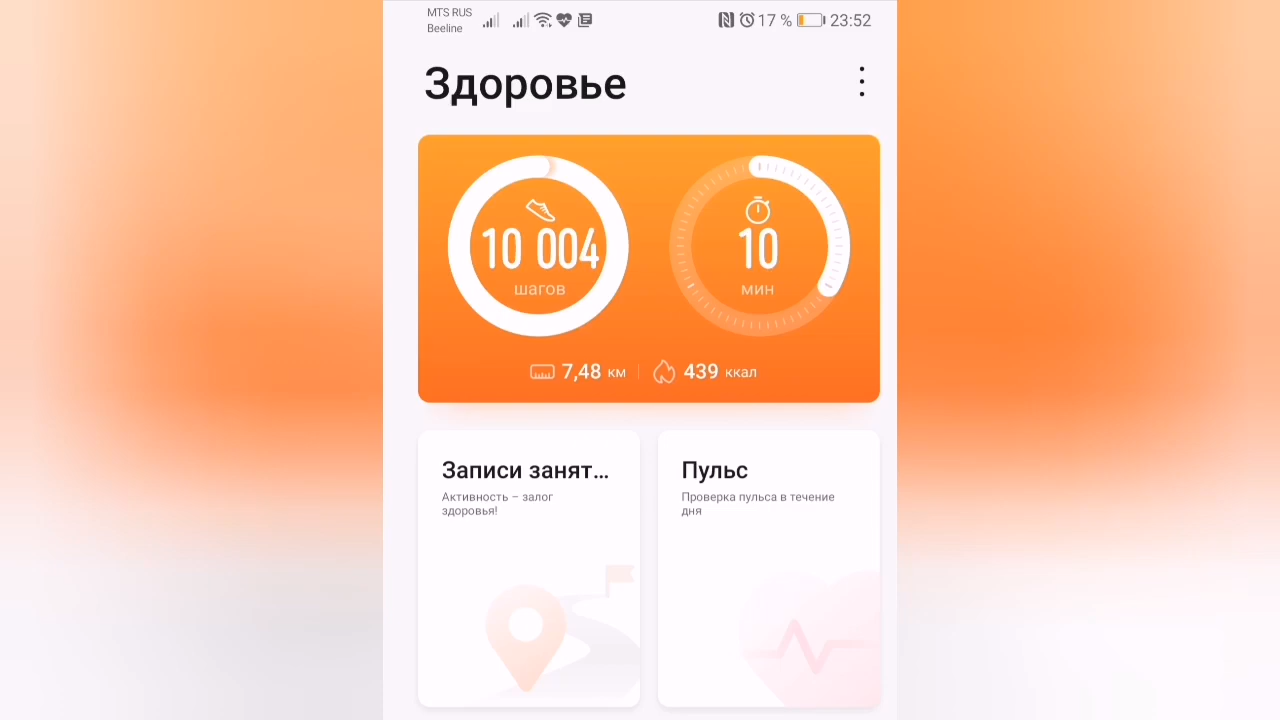 MTS RUS
Beeline
17 % 23:52
Здоровье
10 004
шагов
10
мин
7,48 км 439 ккал
Записи занят...
Активность – залог
здоровья!
Пульс
Проверка пульса в течение
дня